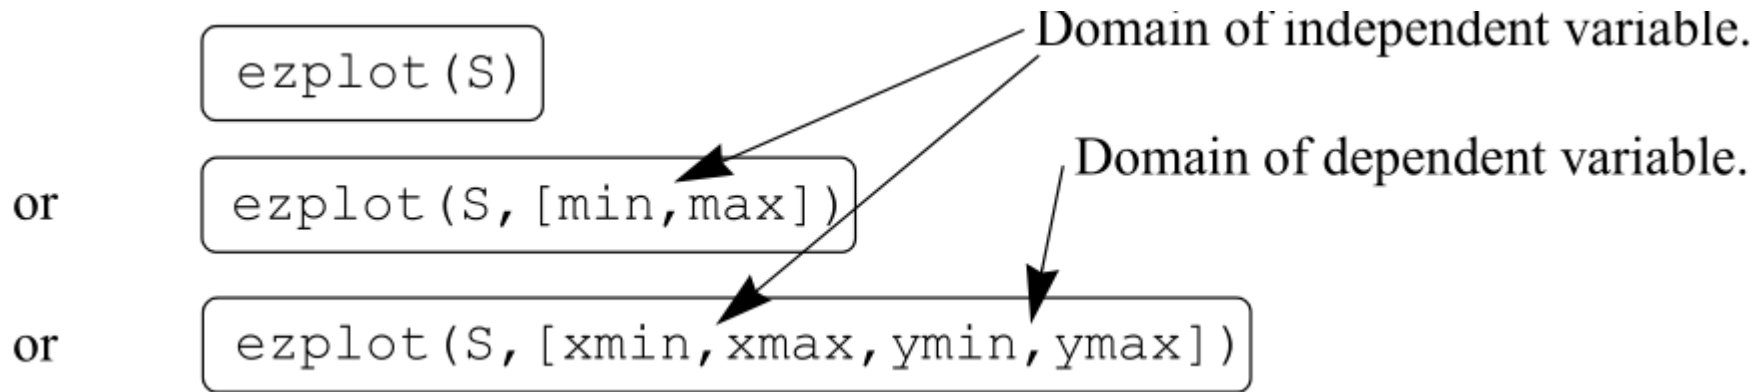 Domain of independent variable.
ezplot(S)
Domain of dependent variable.
or ezplot(S,[min,max])
or ezplot(S,[xmin,xmax,ymin,ymax])